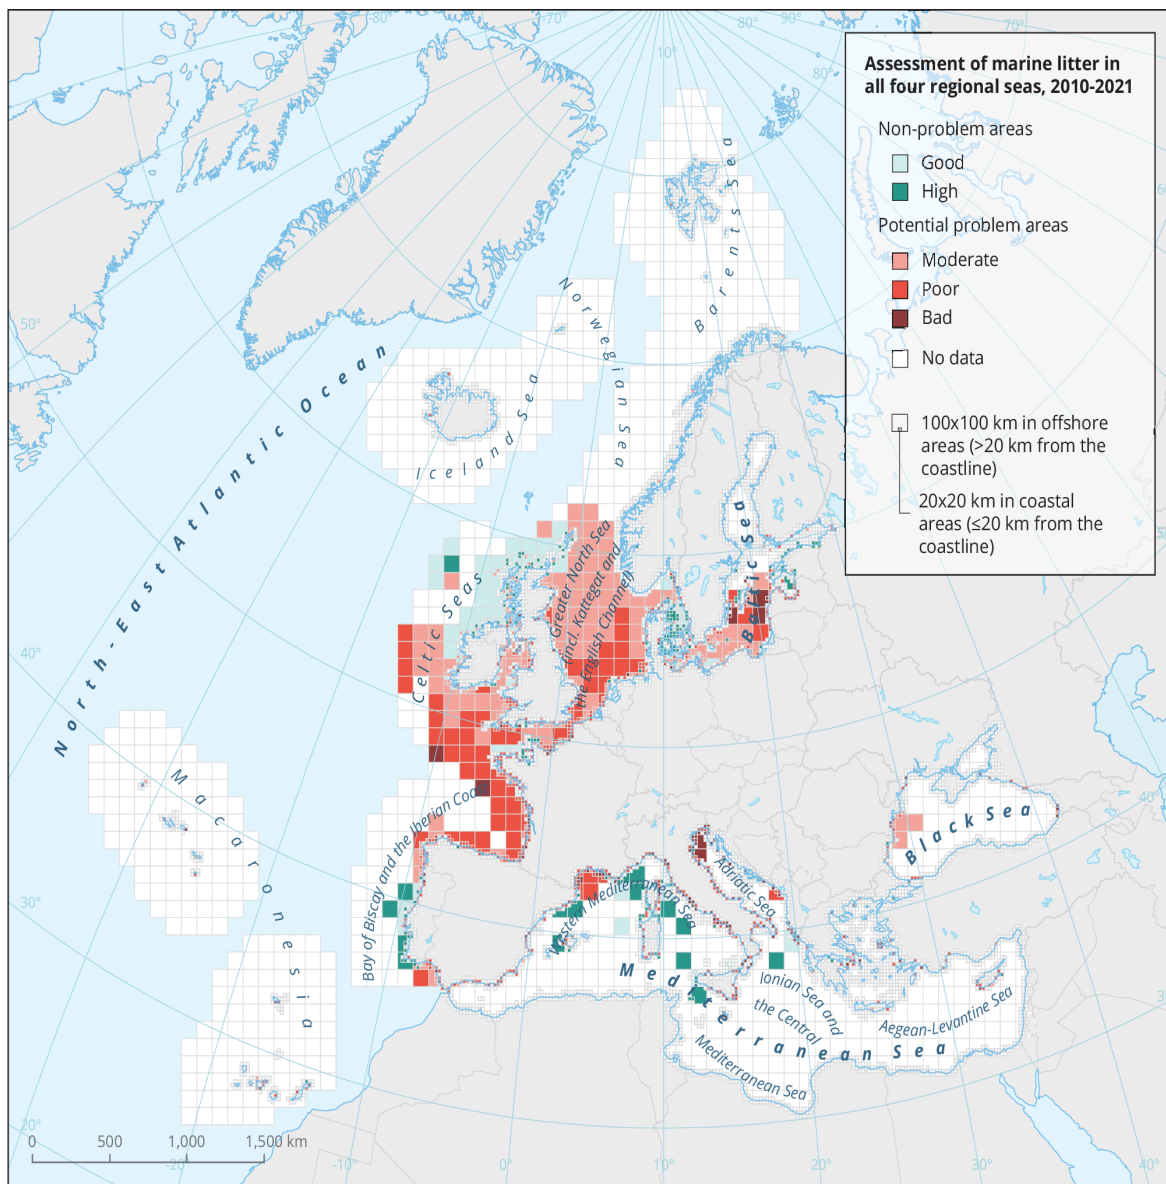 Assessment of marine litter in
all four regional seas, 2010-2021
Non-problem areas
Good
High
Potential problem areas
Moderate
Poor
Bad
No data
100x100 km in offshore
areas (>20 km from the
coastline)
20x20 km in coastal
areas (≤20 km from the
coastline)
-80°
-70°
10°
80°
90°
80°
70°
50°
40°
30°
20°
-20°
-10°
0°
10°
20°
30°
40°
40°
Barents Sea
Norwegian Sea
Iceland Sea
North-East Atlantic Ocean
Celtic Seas
Greater North Sea
(incl. Kattegat and
the English Channel)
Baltic Sea
Macaronesia
Bay of Biscay and the Iberian Coast
Black Sea
Adriatic Sea
Western Mediterranean Sea
Mediterranean Sea
Ionian Sea and
the Central
Mediterranean Sea
Aegean-Levantine Sea
0 500 1,000 1,500 km